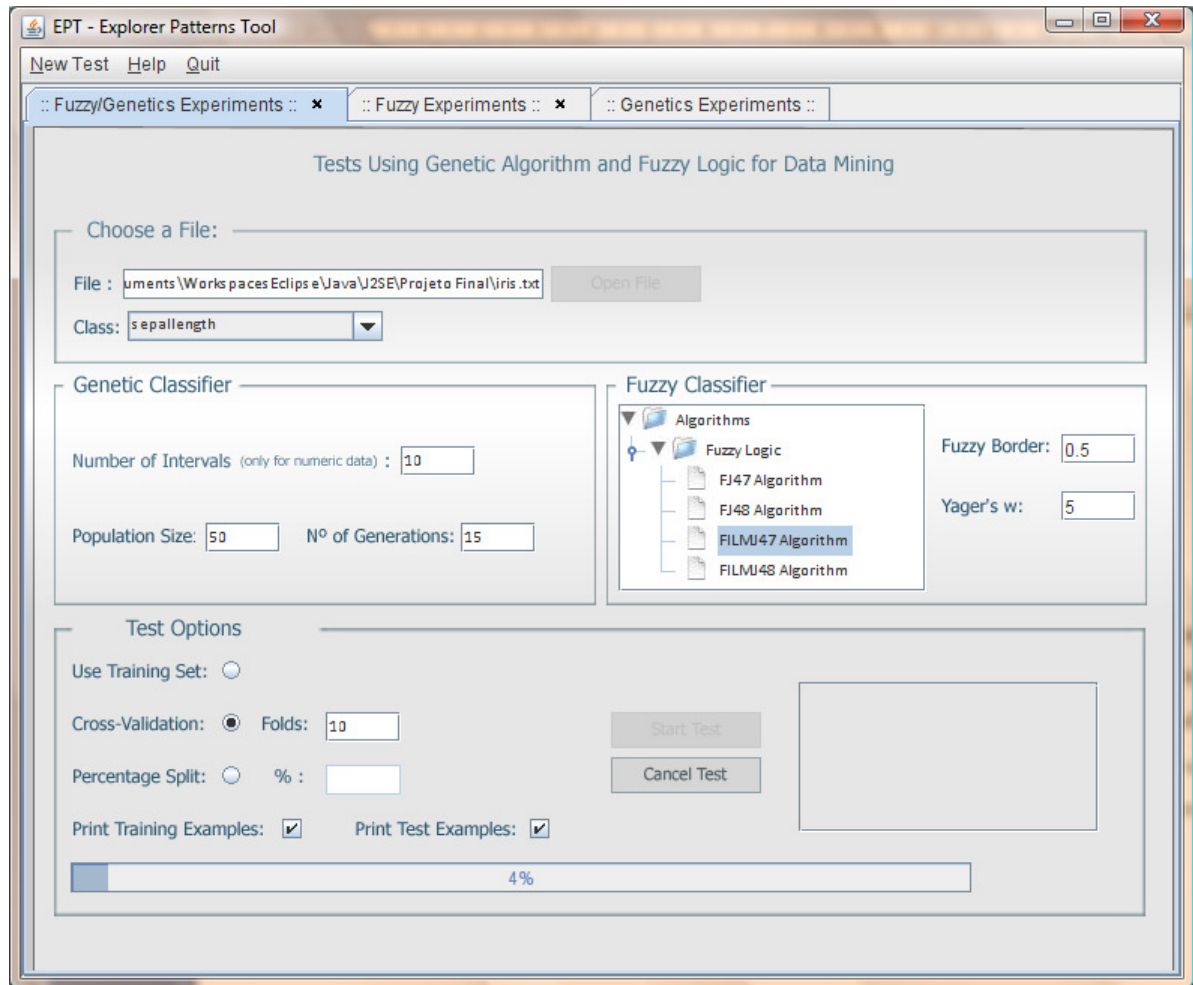 EPT - Explorer Patterns Tool
New Test Help Quit
:: Fuzzy/Genetics Experiments :: × :: Fuzzy Experiments :: × :: Genetics Experiments ::
Tests Using Genetic Algorithm and Fuzzy Logic for Data Mining
Choose a File:
File : uments\WorkspacesEclipse\Java\J2SE\Projeto Final\iris.txt Open File
Class: sepallength
Genetic Classifier
Number of Intervals (only for numeric data) : 10
Population Size: 50 Nº of Generations: 15
Fuzzy Classifier
Algorithms
Fuzzy Logic
FJ47 Algorithm
FJ48 Algorithm
FILMJ47 Algorithm
FILMJ48 Algorithm
Fuzzy Border: 0.5
Yager's w: 5
Test Options
Use Training Set:
Cross-Validation: Folds: 10
Percentage Split: % :
Print Training Examples: Print Test Examples:
Start Test
Cancel Test
4%